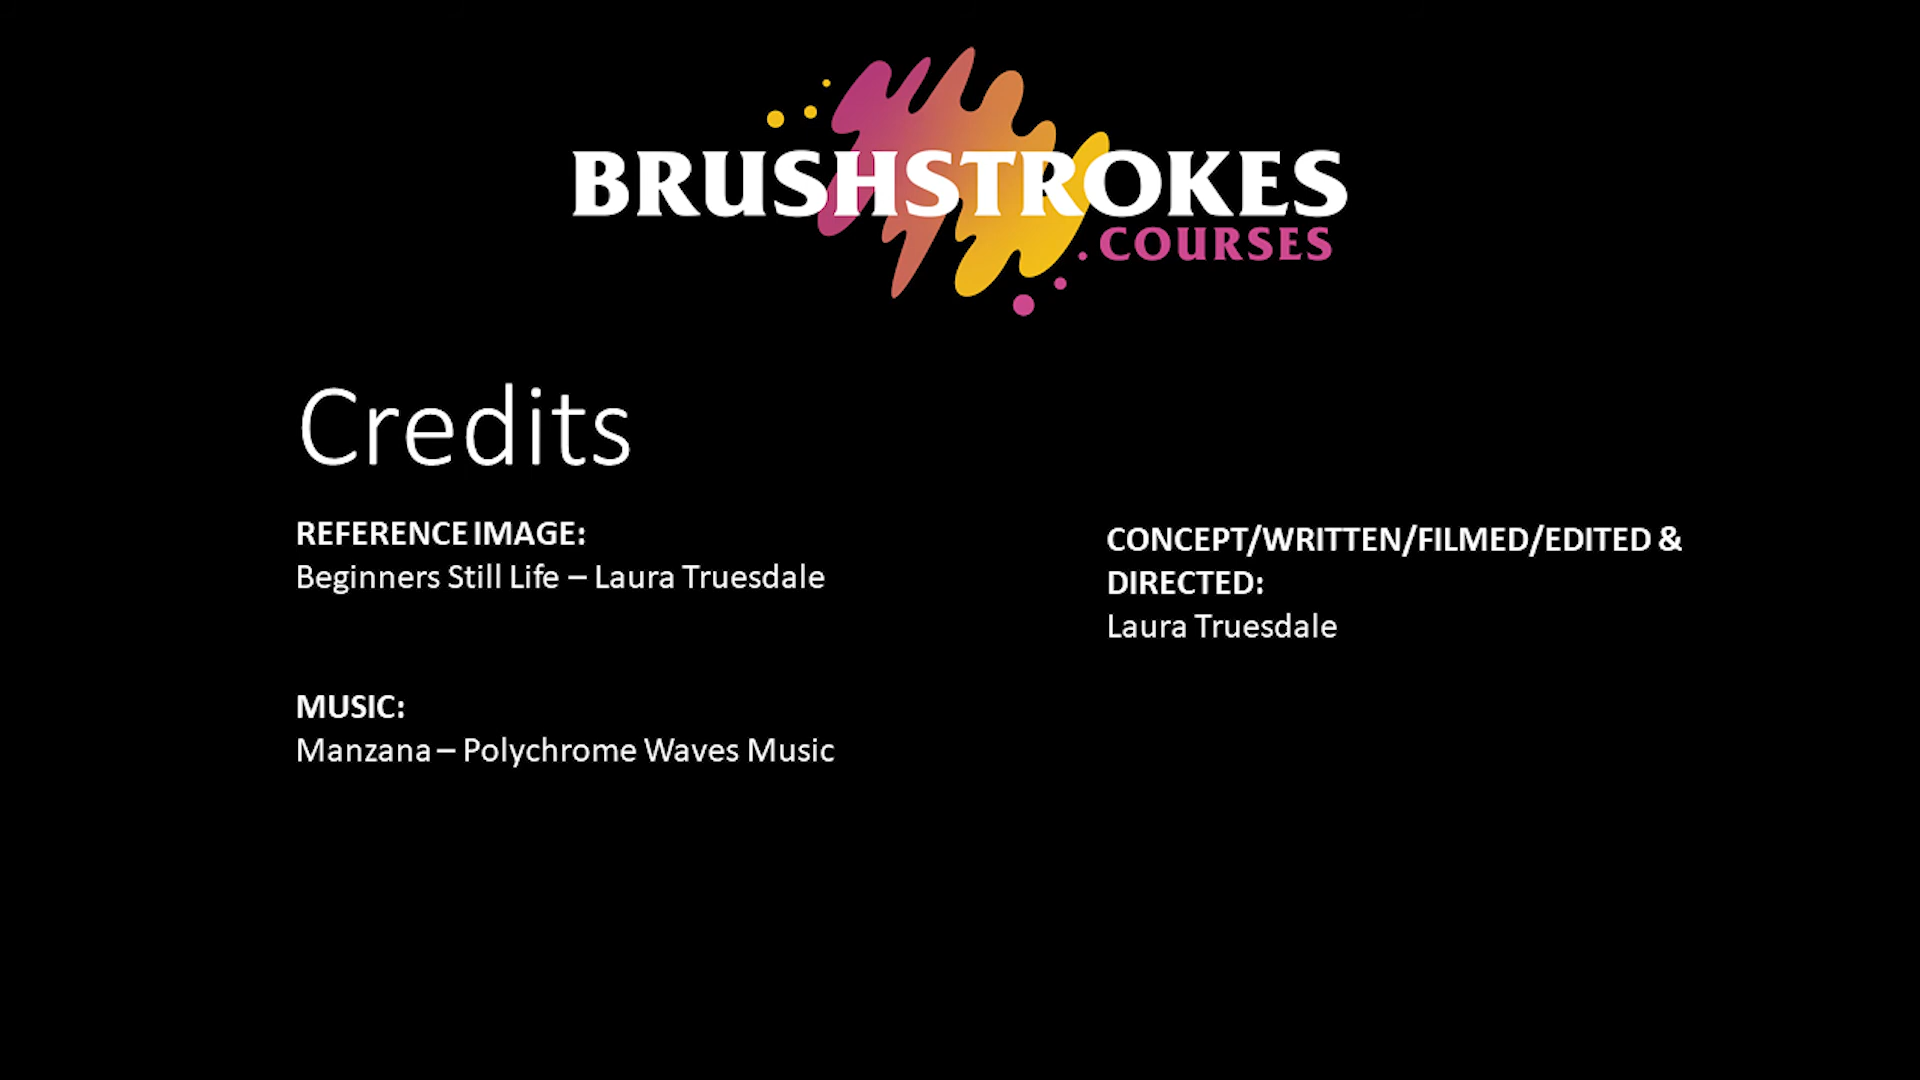 BRUSHSTROKES
.COURSES
Credits
REFERENCE IMAGE:
Beginners Still Life – Laura Truesdale
MUSIC:
Manzana – Polychrome Waves Music
CONCEPT/WRITTEN/FILMED/EDITED &
DIRECTED:
Laura Truesdale